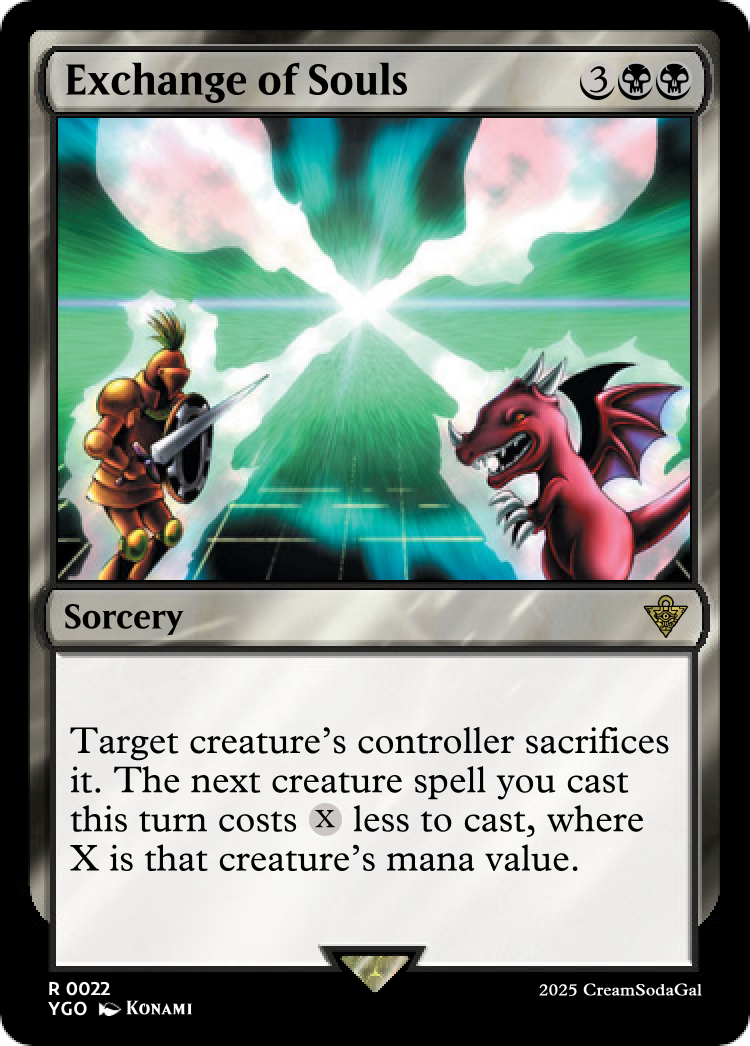 Exchange of Souls 3
Sorcery
Target creature's controller sacrifices
it. The next creature spell you cast
this turn costs X less to cast, where
X is that creature's mana value.
R 0022
YGO KONAMI
2025 CreamSodaGal